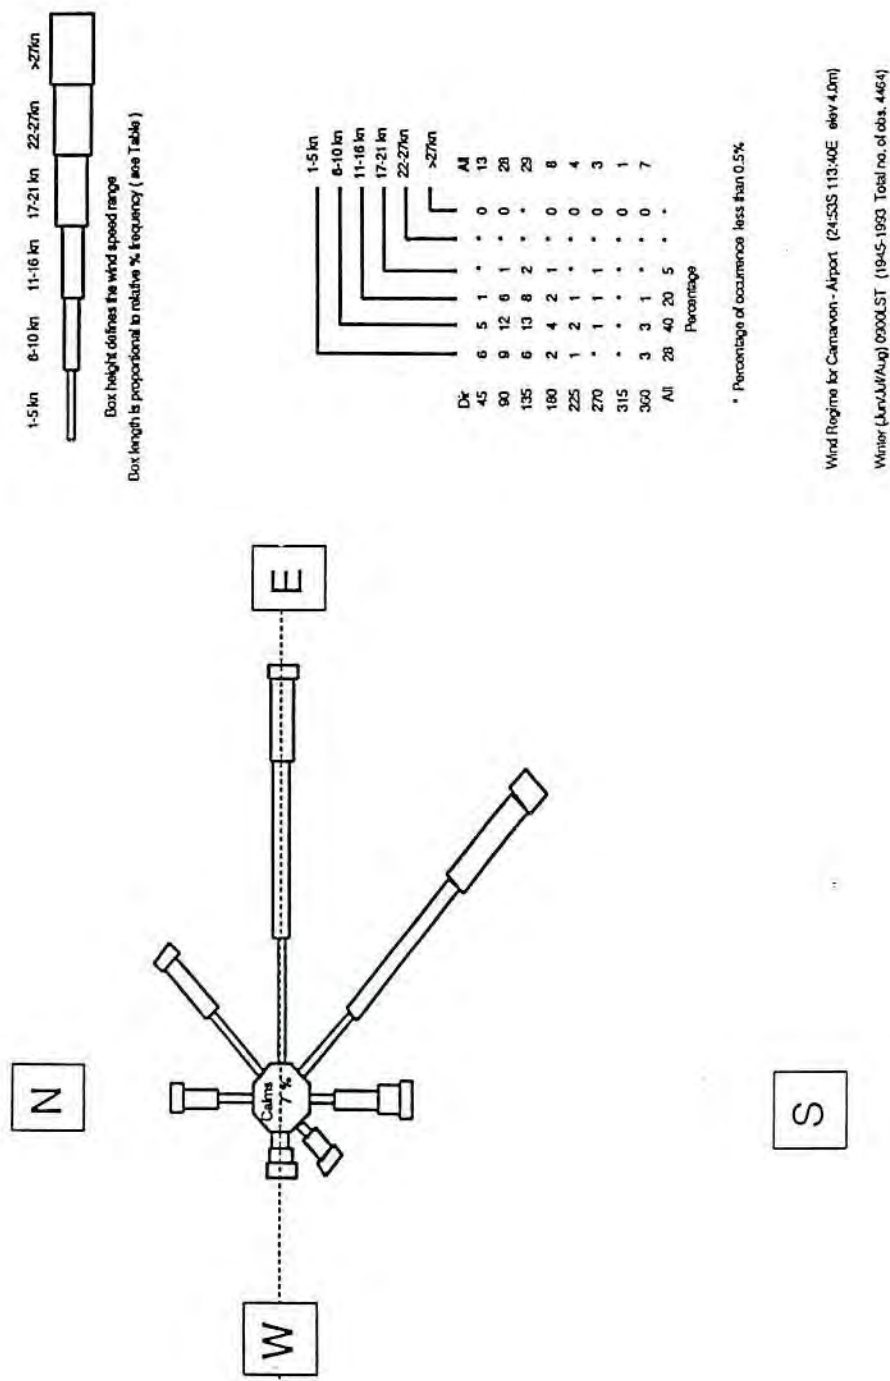 1-5 kn 6-10 kn 11-16 kn 17-21 kn 22-27kn >27kn
Box height defines the wind speed range
Box length is proportional to relative % frequency ( see Table )
N
W
E
S
Calms
7 %
1-5 kn
6-10 kn
11-16 kn
17-21 kn
22-27kn
>27kn
Dir All
45 6 5 1 * * 0 13
90 9 12 6 1 * 0 28
135 6 13 8 2 * * 29
180 2 4 2 1 * 0 8
225 1 2 1 * * * 4
270 * 1 1 1 * 0 3
315 * * * * * 0 1
360 3 3 1 * * 0 7
All 28 40 20 5 * *
Percentage
* Percentage of occurrence less than 0.5%
Wind Regime for Carnarvon - Airport (24:53S 113:40E elev 4.0m)
Winter (Jun/Jul/Aug) 0900LST (1945-1993 Total no. of obs. 4464)